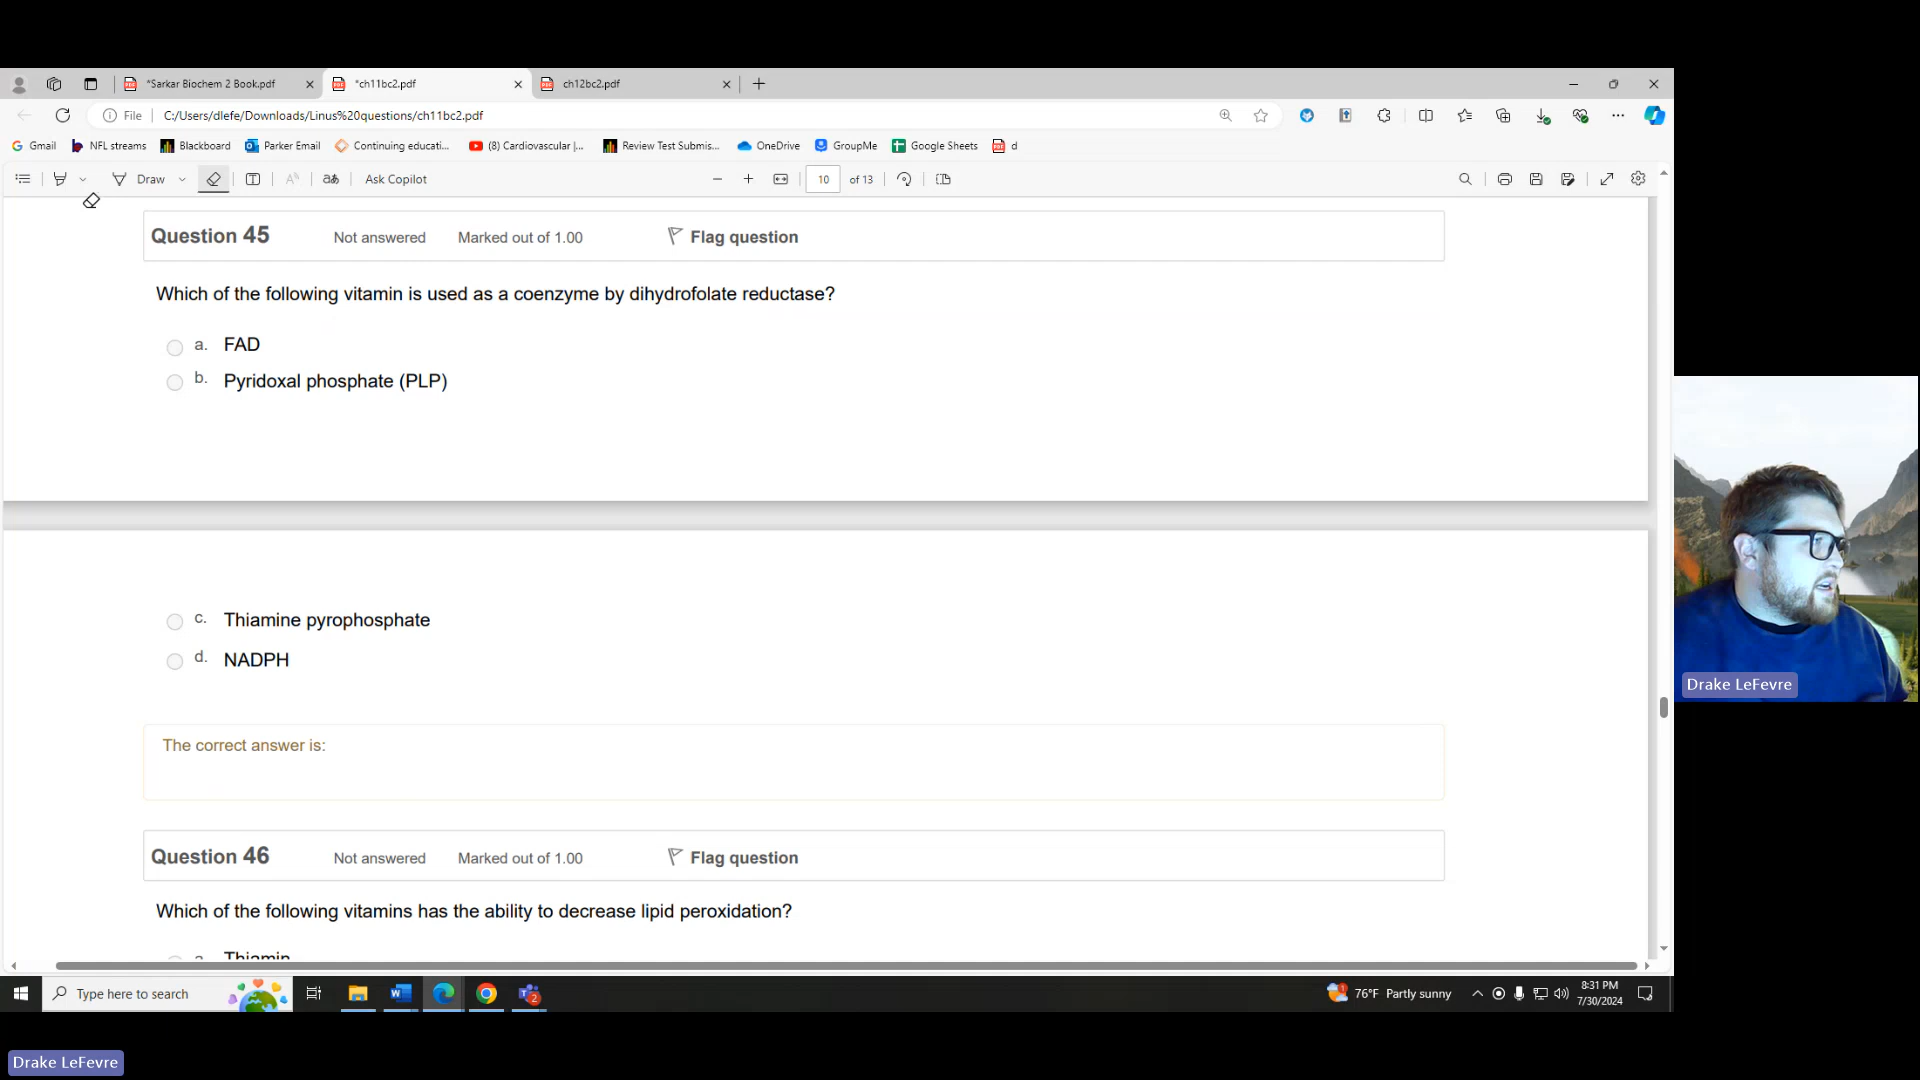 *Sarkar Biochem 2 Book.pdf
*ch11bc2.pdf
ch12bc2.pdf
File
C:/Users/dlefe/Downloads/Linus%20questions/ch11bc2.pdf
Gmail
NFL streams
Blackboard
Parker Email
Continuing educati...
(8) Cardiovascular |...
Review Test Submis...
OneDrive
GroupMe
Google Sheets
d
Draw
Ask Copilot
10 of 13
Question 45 Not answered Marked out of 1.00 Flag question
Which of the following vitamin is used as a coenzyme by dihydrofolate reductase?
a. FAD
b. Pyridoxal phosphate (PLP)
c. Thiamine pyrophosphate
d. NADPH
The correct answer is:
Question 46 Not answered Marked out of 1.00 Flag question
Which of the following vitamins has the ability to decrease lipid peroxidation?
a. Thiamin
Type here to search
76°F Partly sunny
8:31 PM
7/30/2024
Drake LeFevre
Drake LeFevre